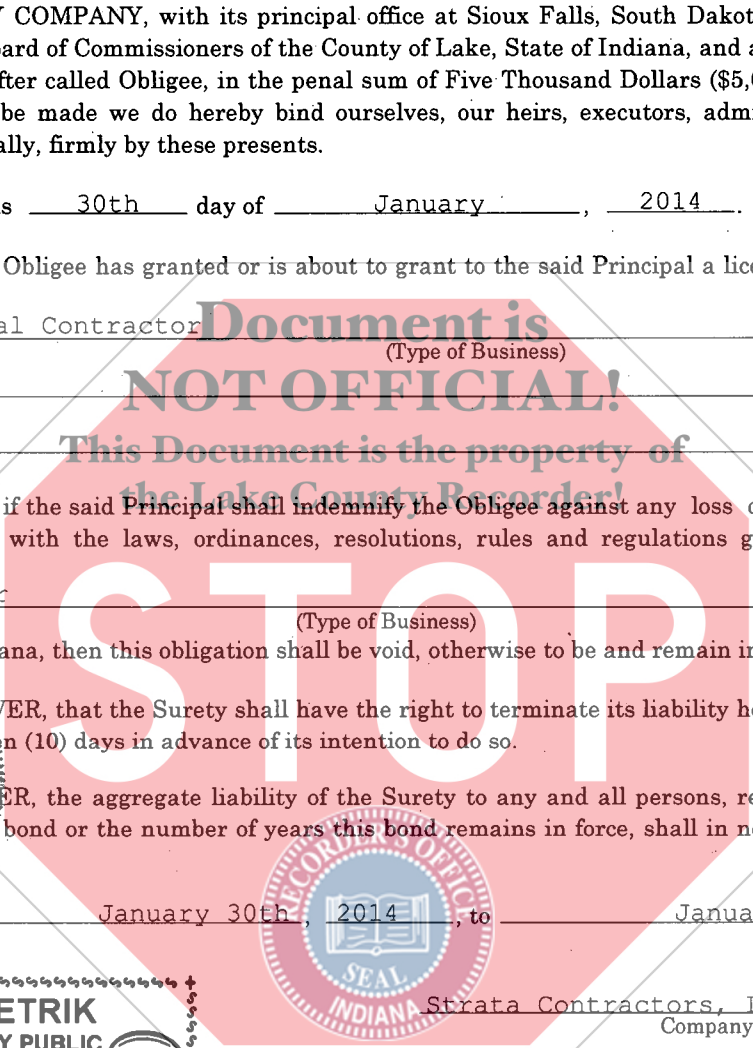 Y COMPANY, with its principal office at Sioux Falls, South Dakot
ard of Commissioners of the County of Lake, State of Indiana, and a
fter called Obligee, in the penal sum of Five Thousand Dollars ($5,0
be made we do hereby bind ourselves, our heirs, executors, admi
ally, firmly by these presents.
s 30th day of January, 2014.
Obligee has granted or is about to grant to the said Principal a lice
al Contractor
Document is
(Type of Business)
NOT OFFICIAL!
This Document is the property of
the Lake County Recorder!
if the said Principal shall indemnify the Obligee against any loss
with the laws, ordinances, resolutions, rules and regulations g
STOP
(Type of Business)
ana, then this obligation shall be void, otherwise to be and remain in
VER, that the Surety shall have the right to terminate its liability he
n (10) days in advance of its intention to do so.
ER, the aggregate liability of the Surety to any and all persons, re
bond or the number of years this bond remains in force, shall in n
RECORDER'S OFFICE
January 30th, 2014, to Janua
SEAL
INDIANA
Strata Contractors, I
ETRIK
Company
Y PUBLIC